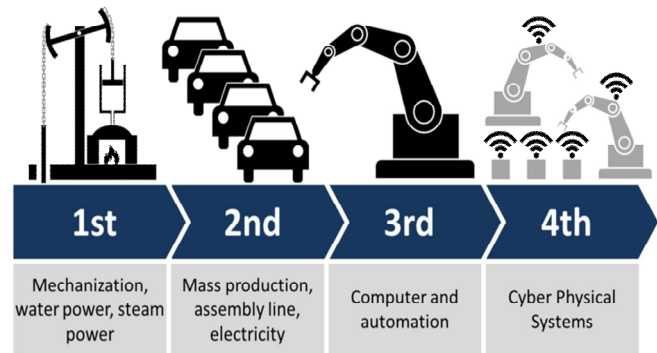 1st
2nd
3rd
4th
Mechanization,
water power, steam
power
Mass production,
assembly line,
electricity
Computer and
automation
Cyber Physical
Systems